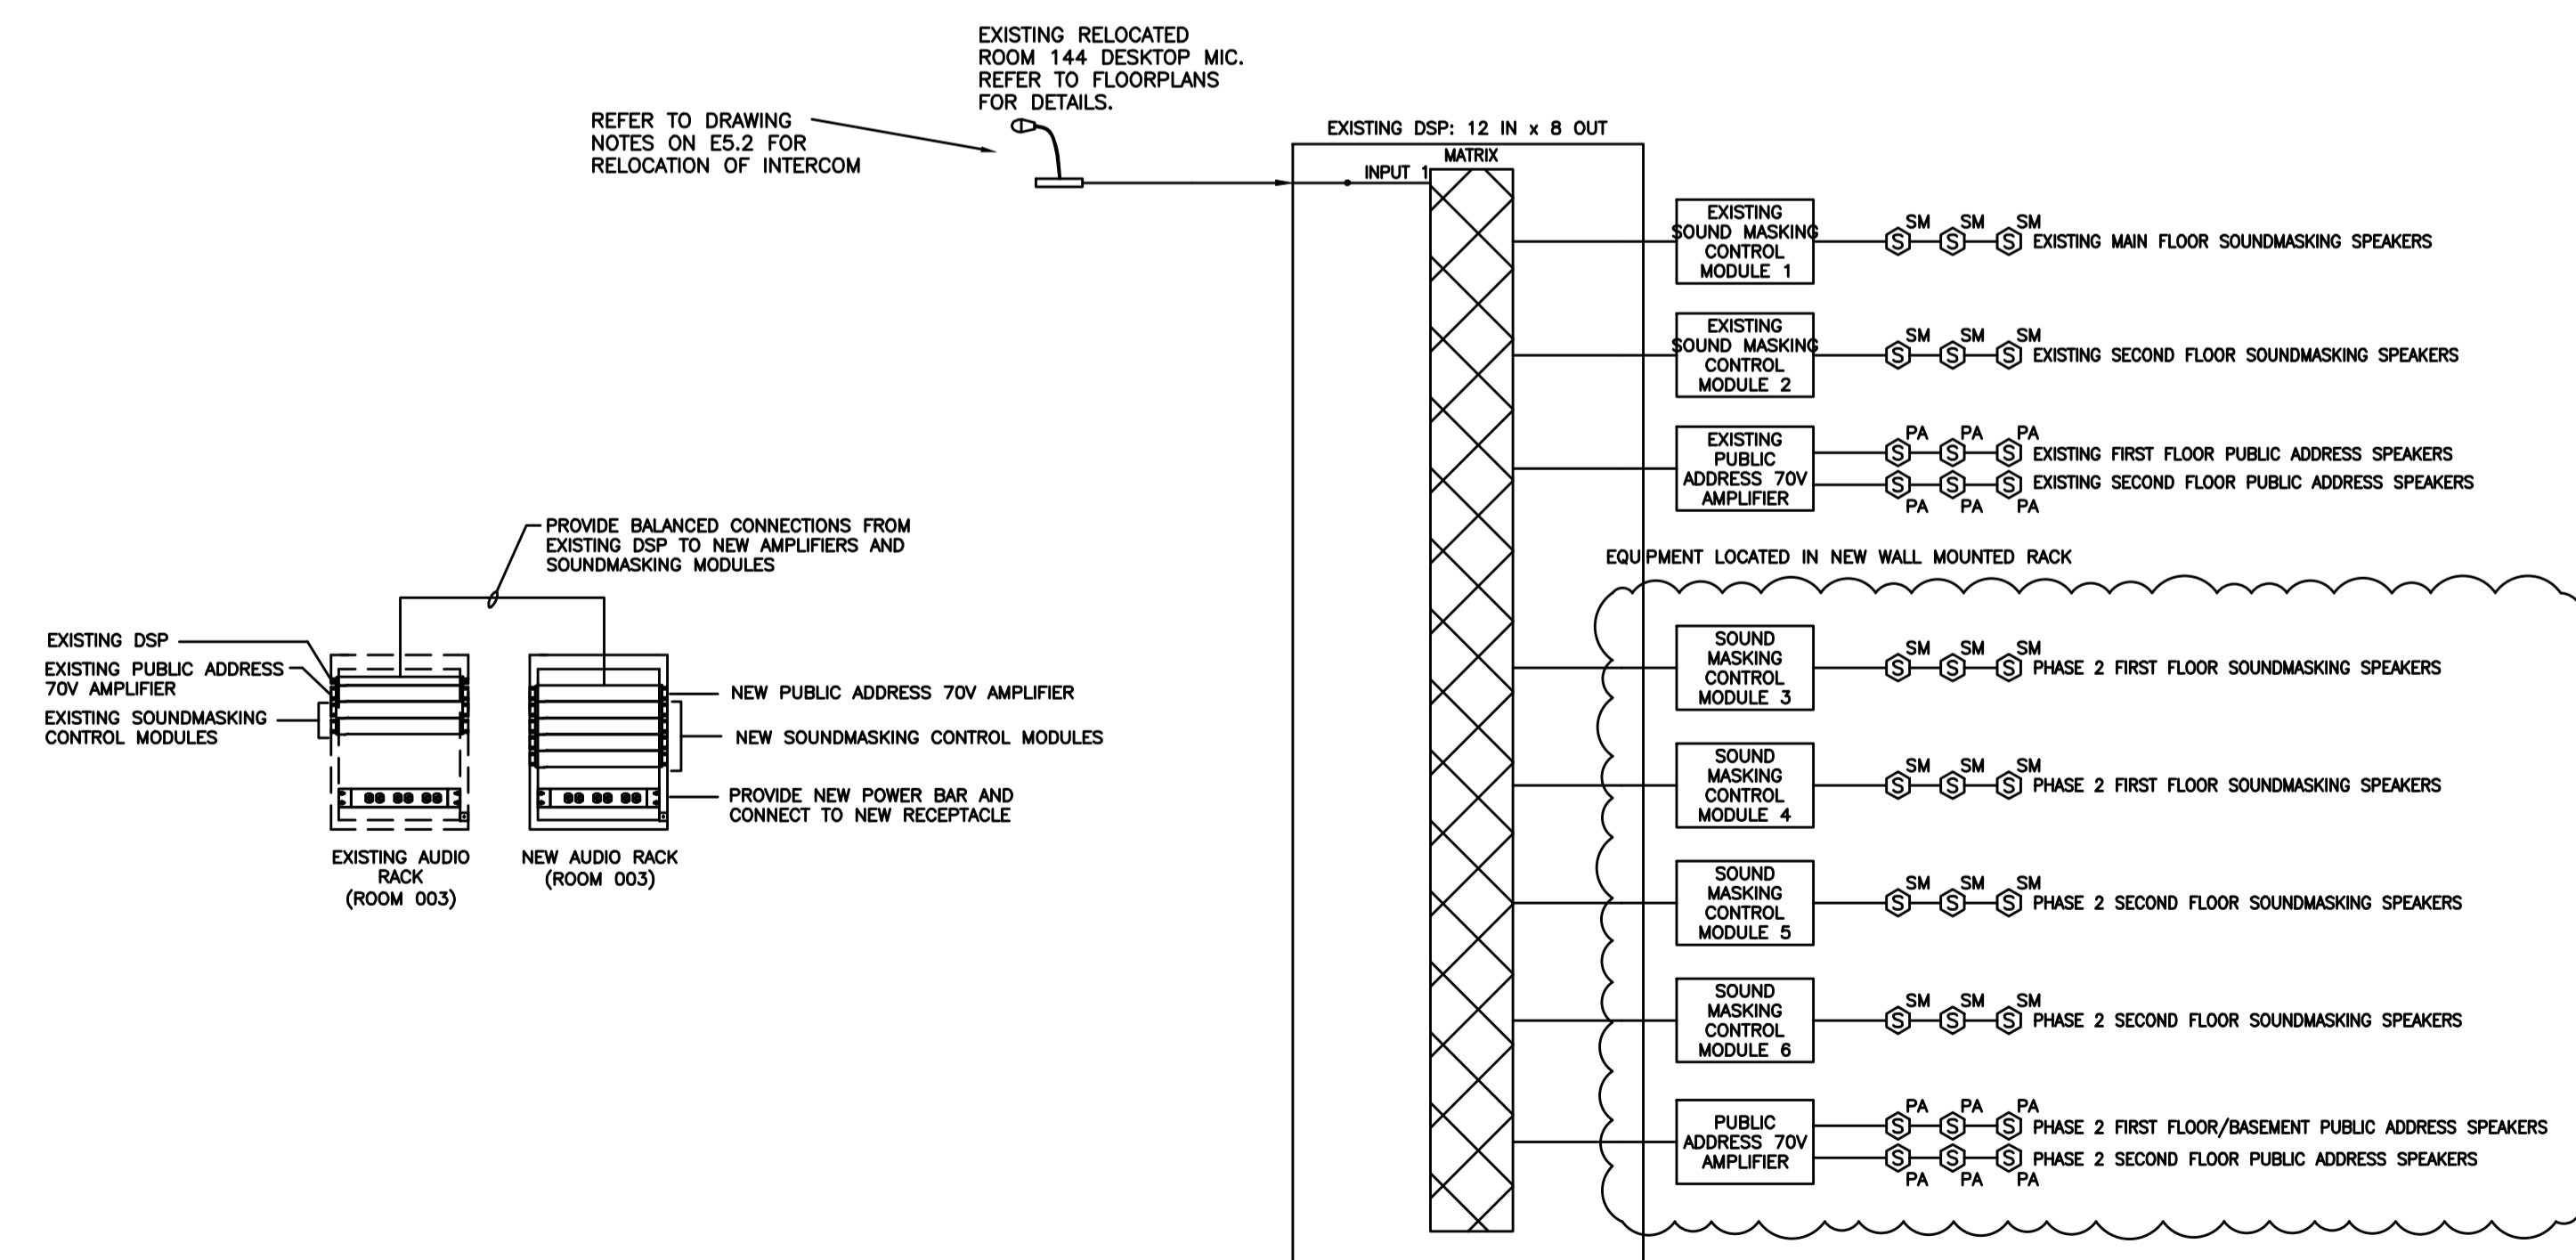 EXISTING RELOCATED
ROOM 144 DESKTOP MIC.
REFER TO FLOORPLANS
FOR DETAILS.
REFER TO DRAWING
NOTES ON E5.2 FOR
RELOCATION OF INTERCOM
EXISTING DSP: 12 IN x 8 OUT
MATRIX
INPUT 1
EXISTING
SOUND MASKING
CONTROL
MODULE 1
SM SM SM
S S S
EXISTING MAIN FLOOR SOUNDMASKING SPEAKERS
EXISTING
SOUND MASKING
CONTROL
MODULE 2
SM SM SM
S S S
EXISTING SECOND FLOOR SOUNDMASKING SPEAKERS
EXISTING
PUBLIC
ADDRESS 70V
AMPLIFIER
PA PA PA
S S S
EXISTING FIRST FLOOR PUBLIC ADDRESS SPEAKERS
S S S
EXISTING SECOND FLOOR PUBLIC ADDRESS SPEAKERS
PA PA PA
EQUIPMENT LOCATED IN NEW WALL MOUNTED RACK
SOUND
MASKING
CONTROL
MODULE 3
SM SM SM
S S S
PHASE 2 FIRST FLOOR SOUNDMASKING SPEAKERS
SOUND
MASKING
CONTROL
MODULE 4
SM SM SM
S S S
PHASE 2 FIRST FLOOR SOUNDMASKING SPEAKERS
SOUND
MASKING
CONTROL
MODULE 5
SM SM SM
S S S
PHASE 2 SECOND FLOOR SOUNDMASKING SPEAKERS
SOUND
MASKING
CONTROL
MODULE 6
SM SM SM
S S S
PHASE 2 SECOND FLOOR SOUNDMASKING SPEAKERS
PUBLIC
ADDRESS 70V
AMPLIFIER
PA PA PA
S S S
PHASE 2 FIRST FLOOR/BASEMENT PUBLIC ADDRESS SPEAKERS
S S S
PHASE 2 SECOND FLOOR PUBLIC ADDRESS SPEAKERS
PA PA PA
PROVIDE BALANCED CONNECTIONS FROM
EXISTING DSP TO NEW AMPLIFIERS AND
SOUNDMASKING MODULES
EXISTING DSP
EXISTING PUBLIC ADDRESS
70V AMPLIFIER
EXISTING SOUNDMASKING
CONTROL MODULES
NEW PUBLIC ADDRESS 70V AMPLIFIER
NEW SOUNDMASKING CONTROL MODULES
PROVIDE NEW POWER BAR AND
CONNECT TO NEW RECEPTACLE
EXISTING AUDIO
RACK
(ROOM 003)
NEW AUDIO RACK
(ROOM 003)